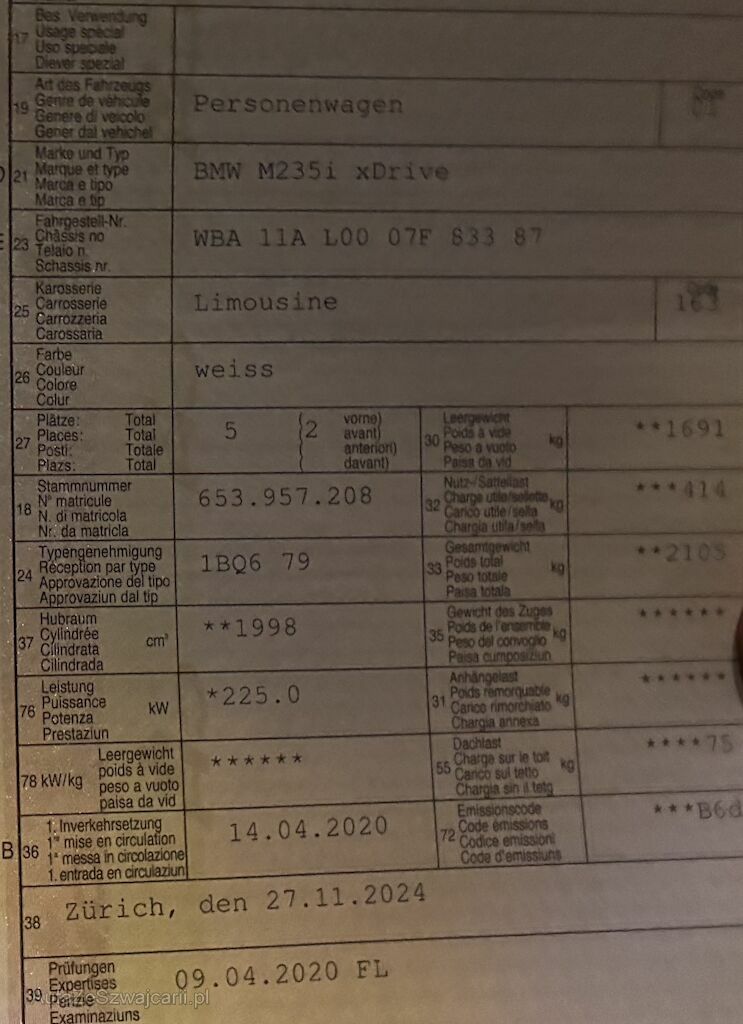 17 Bes. Verwendung
Usage spécial
Uso speciale
Diever spezial
19 Art des Fahrzeugs
Genre de véhicule
Genere di veicolo
Gener dal vehichel
Personenwagen
Code
01
21 Marke und Typ
Marque et type
Marca e tipo
Marca e tip
BMW M235i xDrive
23 Fahrgestell-Nr.
Châssis no
Telaio n.
Schassis nr.
WBA 11A L00 07F 833 87
25 Karosserie
Carrosserie
Carrozzeria
Carossaria
Limousine
Code
163
26 Farbe
Couleur
Colore
Colur
weiss
27 Plätze: Total
Places: Total
Posti: Totale
Plazs: Total
5 (2 vorne)
( avant)
( anteriori)
( davant)
30 Leergewicht
Poids à vide
Peso a vuoto
Paisa da vid
kg
**1691
18 Stammnummer
N° matricule
N. di matricola
Nr. da matricla
653.957.208
32 Nutz-/Sattellast
Charge utile/sellette
Carico utile/sella
Chargia utila/sella
kg
***414
24 Typengenehmigung
Réception par type
Approvazione del tipo
Approvaziun dal tip
1BQ6 79
33 Gesamtgewicht
Poids total
Peso totale
Paisa totala
kg
**2105
37 Hubraum
Cylindrée
Cilindrata
Cilindrada
cm³
**1998
35 Gewicht des Zuges
Poids de l'ensemble
Peso del convoglio
Paisa cumposiziun
kg
******
76 Leistung
Puissance
Potenza
Prestaziun
kW
*225.0
31 Anhängelast
Poids remorquable
Carico rimorchiato
Chargia annexa
kg
******
78 kW/kg
Leergewicht
poids à vide
peso a vuoto
paisa da vid
******
55 Dachlast
Charge sur le toit
Carico sul tetto
Chargia sin il tetg
kg
****75
B 36 1. Inverkehrsetzung
1re mise en circulation
1a messa in circolazione
1. entrada en circulaziun
14.04.2020
72 Emissionscode
Code émissions
Codice emissioni
Code d'emissiuns
***B6d
38 Zürich, den 27.11.2024
39 Prüfungen
Expertises
Perizie
Examinaziuns
09.04.2020 FL
SzwajcariI.pl